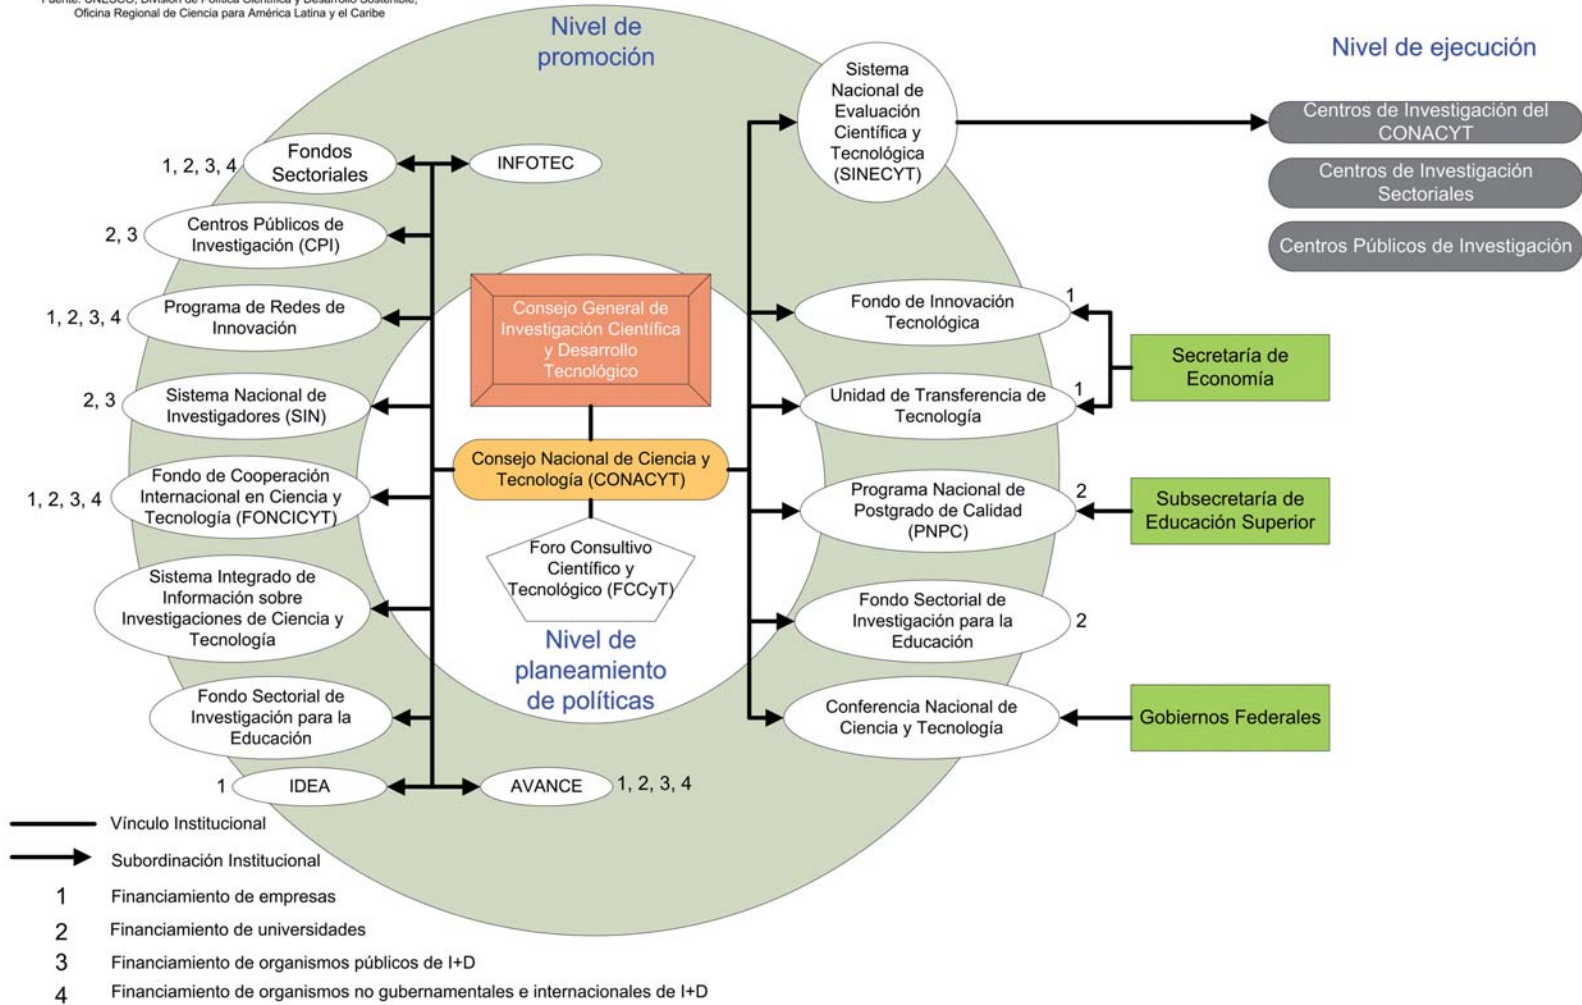 Fuente: UNESCO, División de Política Científica y Desarrollo Sostenible,
Oficina Regional de Ciencia para América Latina y el Caribe
Nivel de
promoción
Nivel de ejecución
Sistema
Nacional de
Evaluación
Científica y
Tecnológica
(SINECYT)
Centros de Investigación del
CONACYT
Centros de Investigación
Sectoriales
Centros Públicos de Investigación
1, 2, 3, 4
Fondos
Sectoriales
INFOTEC
2, 3
Centros Públicos de
Investigación (CPI)
1, 2, 3, 4
Programa de Redes de
Innovación
2, 3
Sistema Nacional de
Investigadores (SIN)
1, 2, 3, 4
Fondo de Cooperación
Internacional en Ciencia y
Tecnología (FONCICYT)
Sistema Integrado de
Información sobre
Investigaciones de Ciencia y
Tecnología
Fondo Sectorial de
Investigación para la
Educación
1
IDEA
AVANCE
1, 2, 3, 4
Consejo General de
Investigación Científica
y Desarrollo
Tecnológico
Consejo Nacional de Ciencia y
Tecnología (CONACYT)
Foro Consultivo
Científico y
Tecnológico (FCCyT)
Nivel de
planeamiento
de políticas
Fondo de Innovación
Tecnológica
1
Unidad de Transferencia de
Tecnología
1
Secretaría de
Economía
Programa Nacional de
Postgrado de Calidad
(PNPC)
2
Subsecretaría de
Educación Superior
Fondo Sectorial de
Investigación para la
Educación
2
Conferencia Nacional de
Ciencia y Tecnología
Gobiernos Federales
Vínculo Institucional
Subordinación Institucional
1 Financiamiento de empresas
2 Financiamiento de universidades
3 Financiamiento de organismos públicos de I+D
4 Financiamiento de organismos no gubernamentales e internacionales de I+D